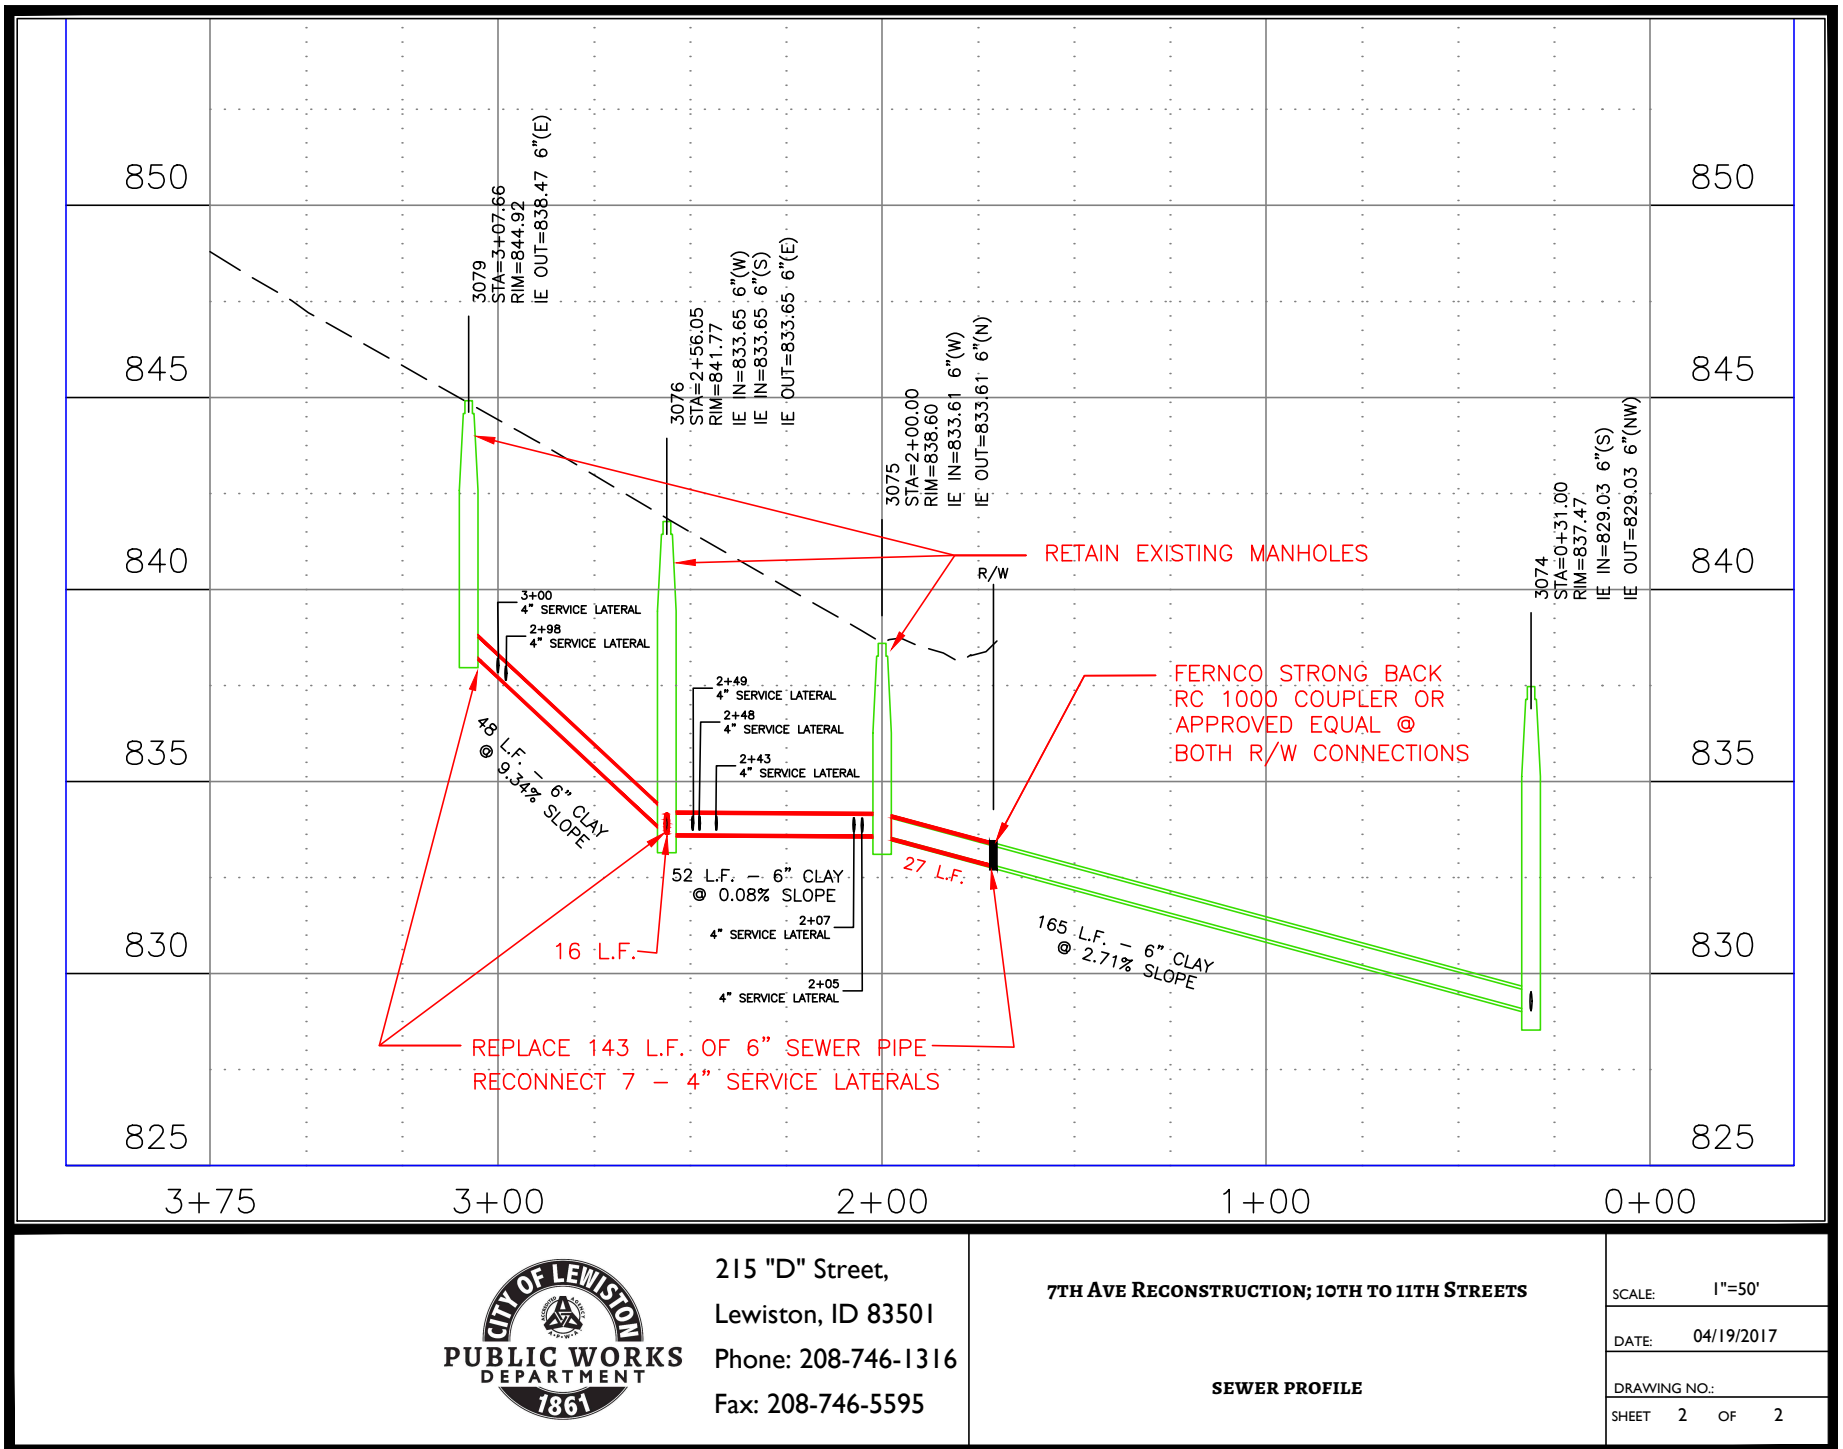 850
850
845
845
840
840
835
835
830
830
825
825
3+75
3+00
2+00
1+00
0+00
3079
STA=3+07.66
RIM=844.92
IE OUT=838.47 6"(E)
3076
STA=2+56.05
RIM=841.77
IE IN=833.65 6"(W)
IE IN=833.65 6"(S)
IE OUT=833.65 6"(E)
3075
STA=2+00.00
RIM=838.60
IE IN=833.61 6"(W)
IE OUT=833.61 6"(N)
3074
STA=0+31.00
RIM=837.47
IE IN=829.03 6"(S)
IE OUT=829.03 6"(NW)
RETAIN EXISTING MANHOLES
R/W
3+00
4" SERVICE LATERAL
2+98
4" SERVICE LATERAL
2+49
4" SERVICE LATERAL
2+48
4" SERVICE LATERAL
2+43
4" SERVICE LATERAL
FERNCO STRONG BACK
RC 1000 COUPLER OR
APPROVED EQUAL @
BOTH R/W CONNECTIONS
48 L.F. - 6" CLAY
@ 9.34% SLOPE
52 L.F. - 6" CLAY
@ 0.08% SLOPE
27 L.F.
2+07
4" SERVICE LATERAL
2+05
4" SERVICE LATERAL
16 L.F.
165 L.F. - 6" CLAY
@ 2.71% SLOPE
REPLACE 143 L.F. OF 6" SEWER PIPE
RECONNECT 7 - 4" SERVICE LATERALS
CITY OF LEWISTON
ACCREDITED AGENCY
A·P·W·A
PUBLIC WORKS
DEPARTMENT
1861
215 "D" Street,
Lewiston, ID 83501
Phone: 208-746-1316
Fax: 208-746-5595
7TH AVE RECONSTRUCTION; 10TH TO 11TH STREETS
SEWER PROFILE
SCALE: 1"=50'
DATE: 04/19/2017
DRAWING NO.:
SHEET 2 OF 2